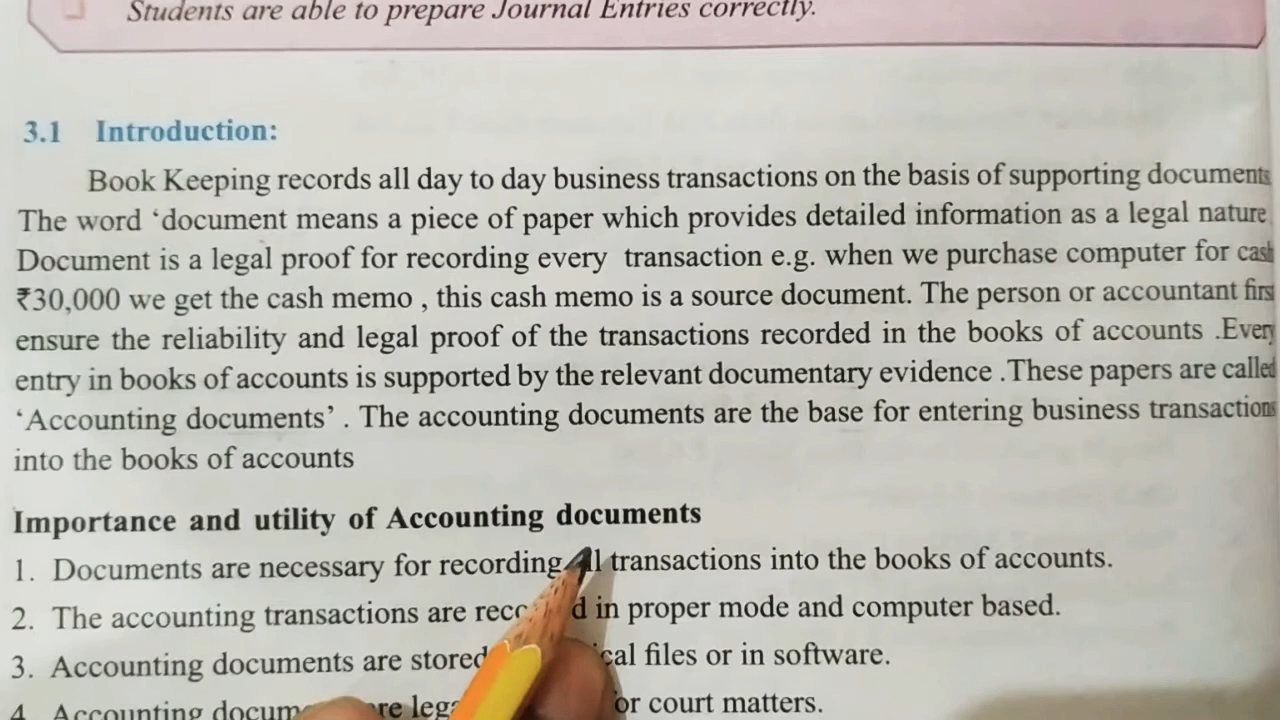 Students are able to prepare Journal Entries correctly.
3.1 Introduction:
Book Keeping records all day to day business transactions on the basis of supporting documents
The word ‘document means a piece of paper which provides detailed information as a legal nature
Document is a legal proof for recording every transaction e.g. when we purchase computer for cash
₹30,000 we get the cash memo , this cash memo is a source document. The person or accountant firs
ensure the reliability and legal proof of the transactions recorded in the books of accounts .Every
entry in books of accounts is supported by the relevant documentary evidence .These papers are called
‘Accounting documents’ . The accounting documents are the base for entering business transactions
into the books of accounts
Importance and utility of Accounting documents
1. Documents are necessary for recording all transactions into the books of accounts.
2. The accounting transactions are in proper mode and computer based.
3. Accounting documents are stored files or in software.
4. Accounting or court matters.